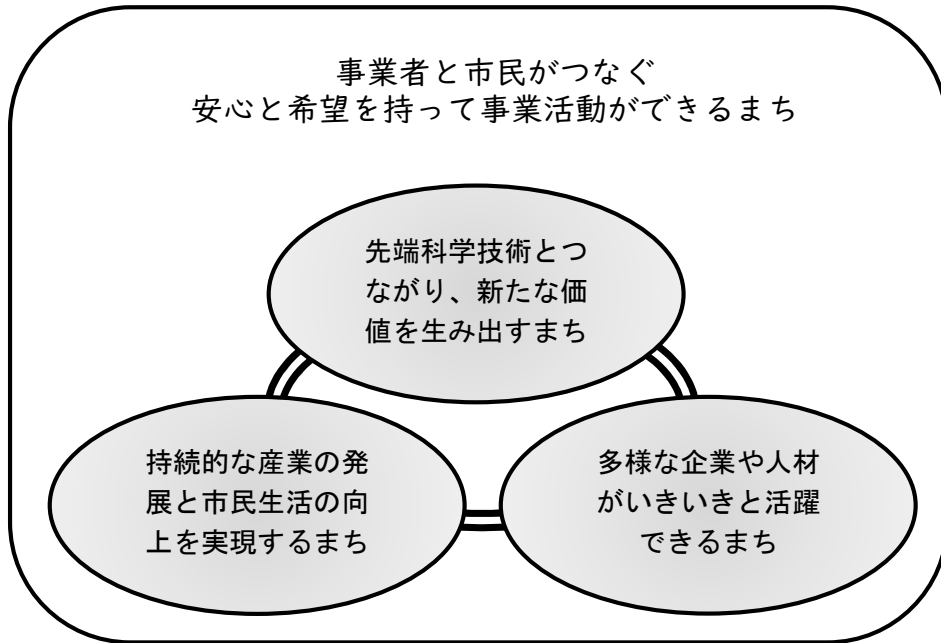 事業者と市民がつなぐ
安心と希望を持って事業活動ができるまち
先端科学技術とつ
ながり、新たな価
値を生み出すまち
持続的な産業の発
展と市民生活の向
上を実現するまち
多様な企業や人材
がいきいきと活躍
できるまち